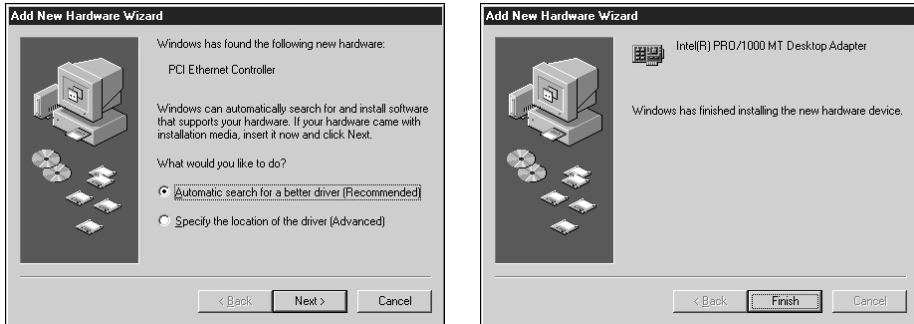 Add New Hardware Wizard
Windows has found the following new hardware:
PCI Ethernet Controller
Windows can automatically search for and install software
that supports your hardware. If your hardware came with
installation media, insert it now and click Next.
What would you like to do?
Automatic search for a better driver (Recommended)
Specify the location of the driver (Advanced)
< Back
Next >
Cancel
Add New Hardware Wizard
Intel(R) PRO/1000 MT Desktop Adapter
Windows has finished installing the new hardware device.
< Back
Finish
Cancel